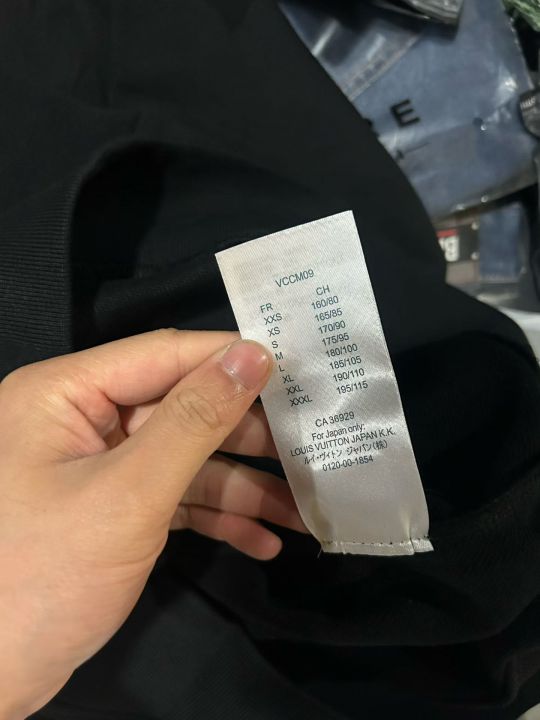 VCCM09
FR CH
XXS 160/80
XS 165/85
S 170/90
M 175/95
L 180/100
XL 185/105
XXL 190/110
XXXL 195/115
CA 36929
For Japan only:
LOUIS VUITTON JAPAN K.K.
ルイ・ヴィトン ジャパン(株)
0120-00-1854